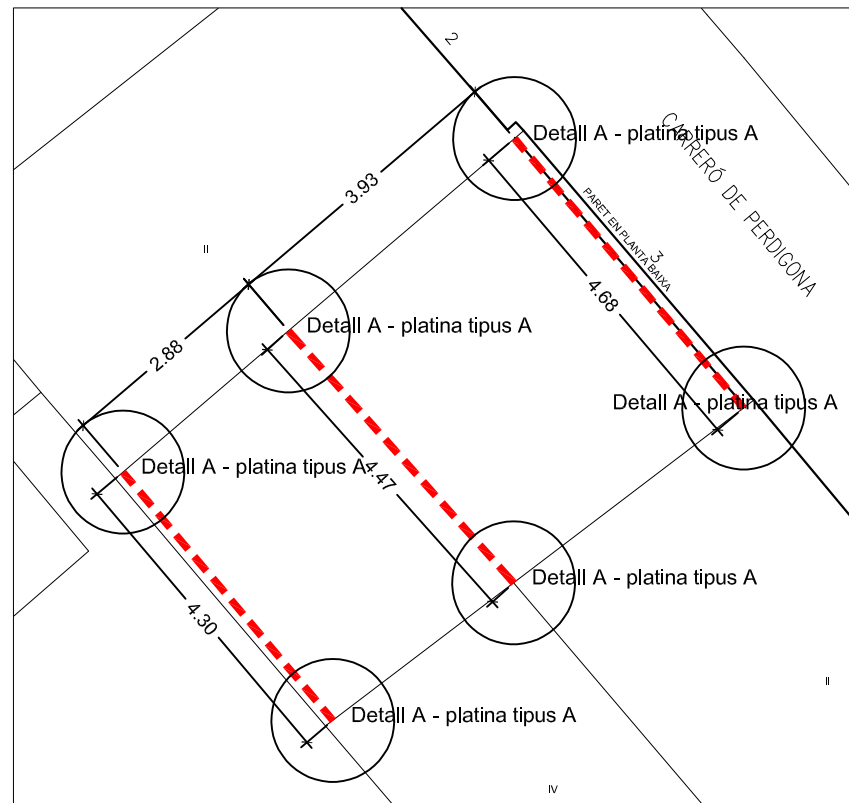 2
Detall A - platina tipus A
CARRERÓ DE PERDIGONA
3.93
PARET EN PLANTA BAIXA
3
II
4.68
Detall A - platina tipus A
2.88
Detall A - platina tipus A
Detall A - platina tipus A
4.47
Detall A - platina tipus A
4.30
II
Detall A - platina tipus A
IV